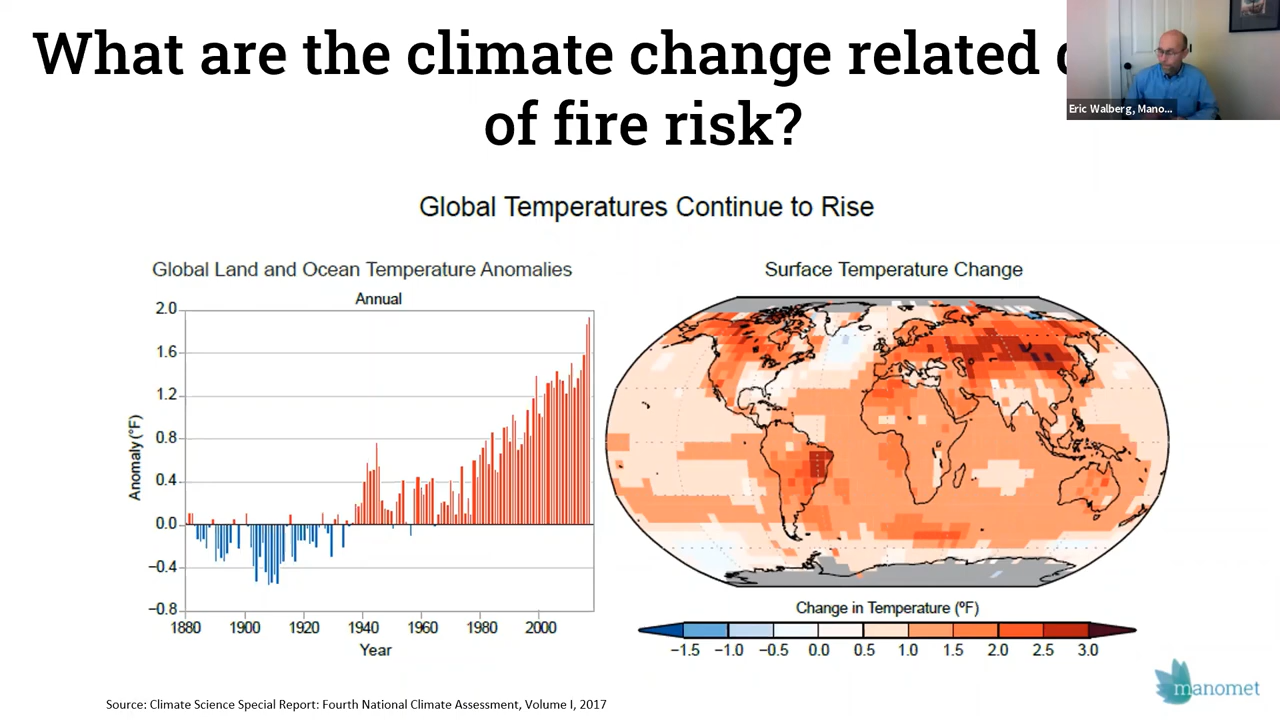 What are the climate change related
of fire risk?
Eric Walberg, Mano...
Global Temperatures Continue to Rise
Global Land and Ocean Temperature Anomalies
Annual
2.0
1.6
1.2
0.8
0.4
0.0
−0.4
−0.8
Anomaly (°F)
1880 1900 1920 1940 1960 1980 2000
Year
Surface Temperature Change
Change in Temperature (°F)
−1.5 −1.0 −0.5 0.0 0.5 1.0 1.5 2.0 2.5 3.0
Source: Climate Science Special Report: Fourth National Climate Assessment, Volume I, 2017
manomet